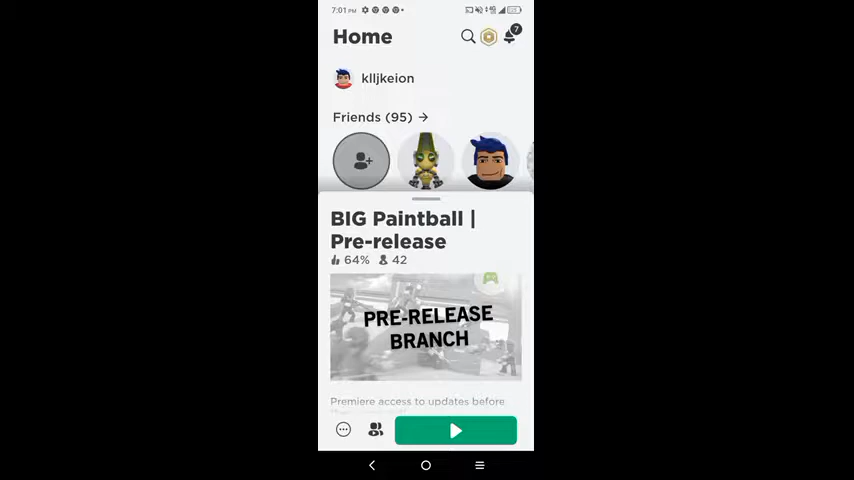 7:01 PM
Home
7
klljkeion
Friends (95) →
BIG Paintball |
Pre-release
64% 42
PRE-RELEASE
BRANCH
Premiere access to updates before